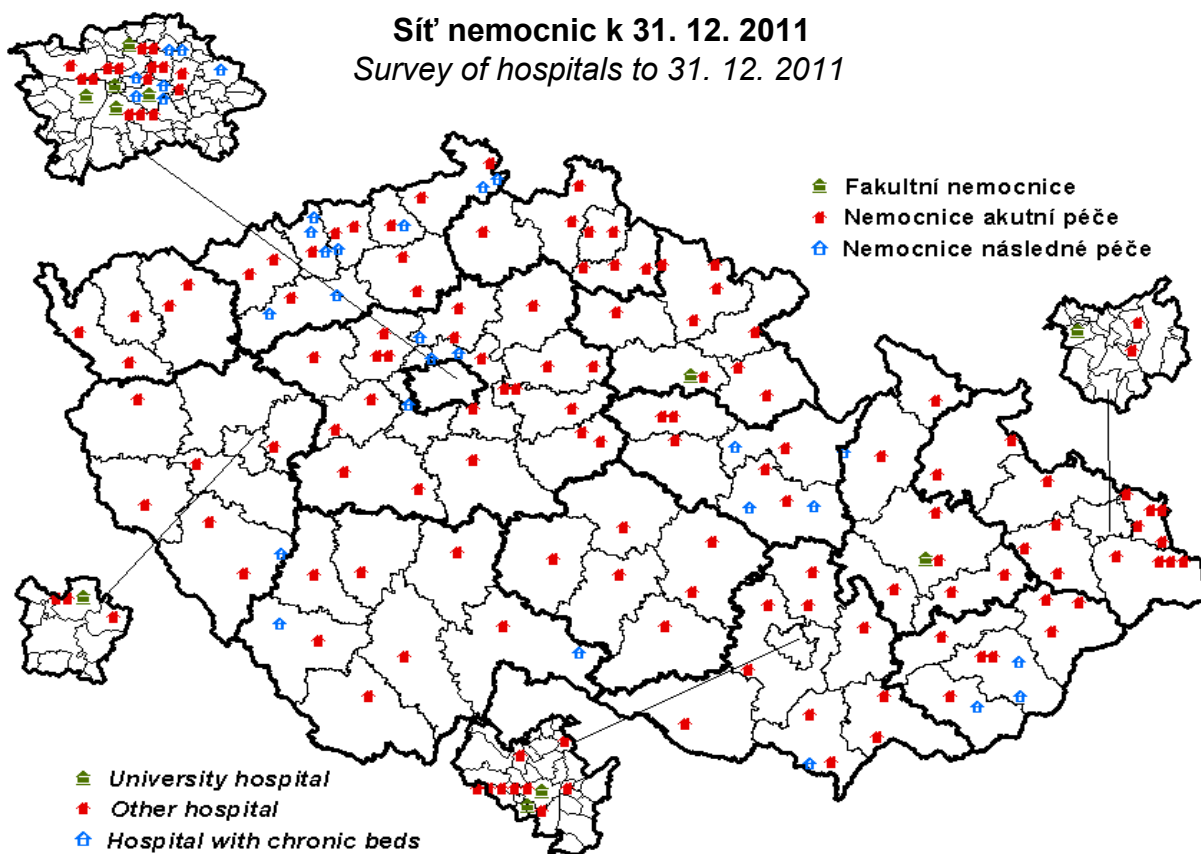 Síť nemocnic k 31. 12. 2011
Survey of hospitals to 31. 12. 2011
Fakultní nemocnice
Nemocnice akutní péče
Nemocnice následné péče
University hospital
Other hospital
Hospital with chronic beds